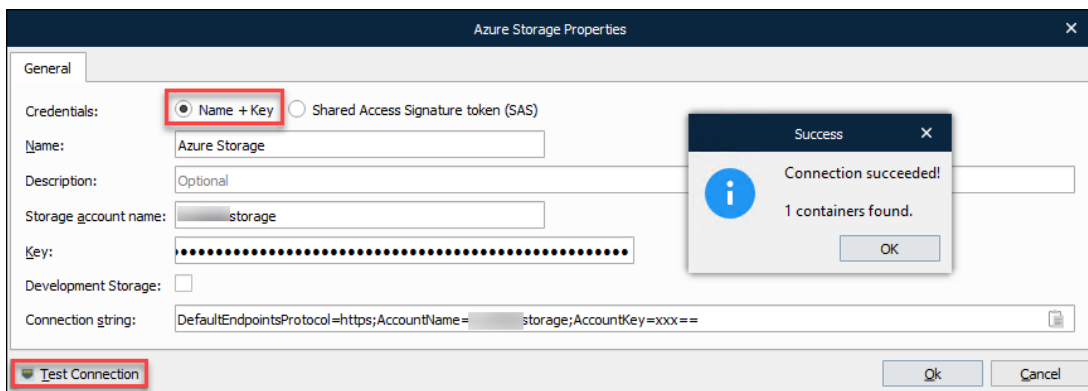 Azure Storage Properties
General
Credentials: Name + Key Shared Access Signature token (SAS)
Name: Azure Storage
Description: Optional
Storage account name: storage
Key: ••••••••••••••••••••••••••••••••••••••••••••••••••
Development Storage:
Connection string: DefaultEndpointsProtocol=https;AccountName= storage;AccountKey=xxx==
Test Connection Ok Cancel
Success
Connection succeeded!
1 containers found.
OK